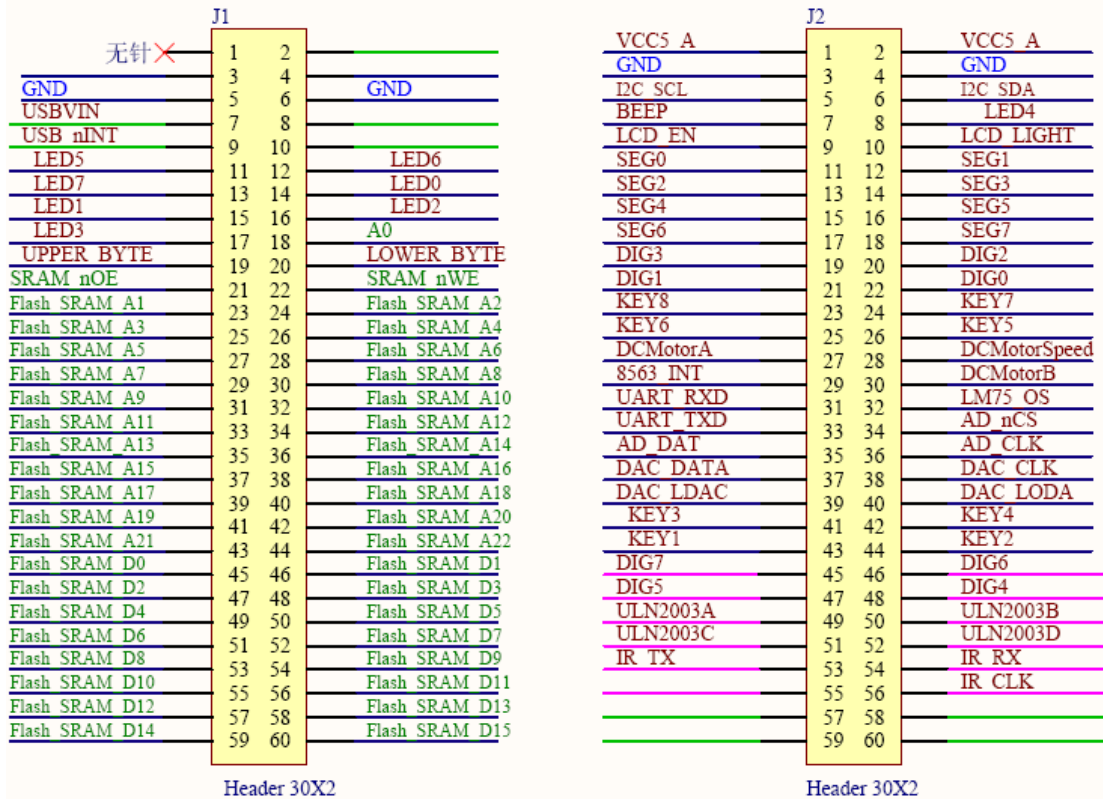 J1
无针 1 2
3 4
GND 5 6 GND
USBVIN 7 8
USB_nINT 9 10
LED5 11 12 LED6
LED7 13 14 LED0
LED1 15 16 LED2
LED3 17 18 A0
UPPER_BYTE 19 20 LOWER_BYTE
SRAM_nOE 21 22 SRAM_nWE
Flash_SRAM_A1 23 24 Flash_SRAM_A2
Flash_SRAM_A3 25 26 Flash_SRAM_A4
Flash_SRAM_A5 27 28 Flash_SRAM_A6
Flash_SRAM_A7 29 30 Flash_SRAM_A8
Flash_SRAM_A9 31 32 Flash_SRAM_A10
Flash_SRAM_A11 33 34 Flash_SRAM_A12
Flash_SRAM_A13 35 36 Flash_SRAM_A14
Flash_SRAM_A15 37 38 Flash_SRAM_A16
Flash_SRAM_A17 39 40 Flash_SRAM_A18
Flash_SRAM_A19 41 42 Flash_SRAM_A20
Flash_SRAM_A21 43 44 Flash_SRAM_A22
Flash_SRAM_D0 45 46 Flash_SRAM_D1
Flash_SRAM_D2 47 48 Flash_SRAM_D3
Flash_SRAM_D4 49 50 Flash_SRAM_D5
Flash_SRAM_D6 51 52 Flash_SRAM_D7
Flash_SRAM_D8 53 54 Flash_SRAM_D9
Flash_SRAM_D10 55 56 Flash_SRAM_D11
Flash_SRAM_D12 57 58 Flash_SRAM_D13
Flash_SRAM_D14 59 60 Flash_SRAM_D15
Header 30X2
J2
VCC5_A 1 2 VCC5_A
GND 3 4 GND
I2C_SCL 5 6 I2C_SDA
BEEP 7 8 LED4
LCD_EN 9 10 LCD_LIGHT
SEG0 11 12 SEG1
SEG2 13 14 SEG3
SEG4 15 16 SEG5
SEG6 17 18 SEG7
DIG3 19 20 DIG2
DIG1 21 22 DIG0
KEY8 23 24 KEY7
KEY6 25 26 KEY5
DCMotorA 27 28 DCMotorSpeed
8563_INT 29 30 DCMotorB
UART_RXD 31 32 LM75_OS
UART_TXD 33 34 AD_nCS
AD_DAT 35 36 AD_CLK
DAC_DATA 37 38 DAC_CLK
DAC_LDAC 39 40 DAC_LODA
KEY3 41 42 KEY4
KEY1 43 44 KEY2
DIG7 45 46 DIG6
DIG5 47 48 DIG4
ULN2003A 49 50 ULN2003B
ULN2003C 51 52 ULN2003D
IR_TX 53 54 IR_RX
55 56 IR_CLK
57 58
59 60
Header 30X2